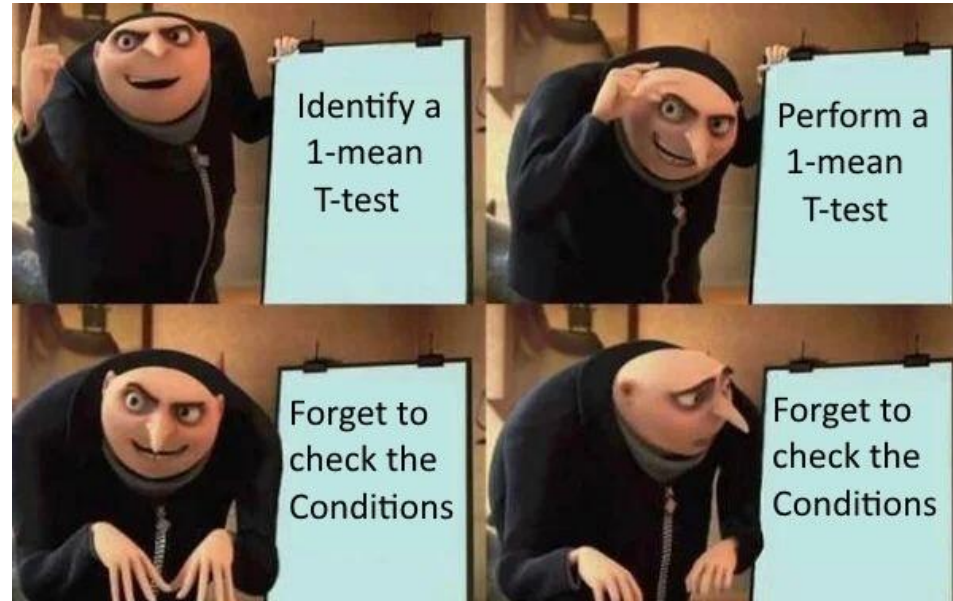 Identify a
1-mean
T-test
Perform a
1-mean
T-test
Forget to
check the
Conditions
Forget to
check the
Conditions